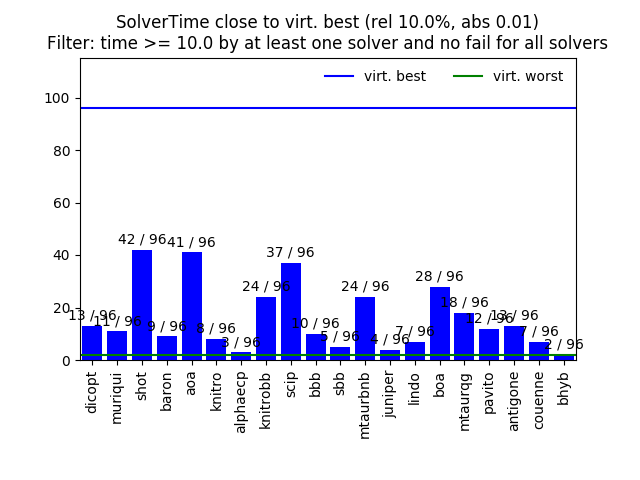 SolverTime close to virt. best (rel 10.0%, abs 0.01)
Filter: time >= 10.0 by at least one solver and no fail for all solvers
virt. best
virt. worst
100
80
60
40
20
0
13 / 96
11 / 96
42 / 96
9 / 96
41 / 96
8 / 96
3 / 96
24 / 96
37 / 96
10 / 96
5 / 96
24 / 96
4 / 96
7 / 96
28 / 96
18 / 96
12 / 96
13 / 96
7 / 96
2 / 96
dicopt
muriqui
shot
baron
aoa
knitro
alphaecp
knitrobb
scip
bbb
sbb
mtaurbnb
juniper
lindo
boa
mtaurqg
pavito
antigone
couenne
bhyb